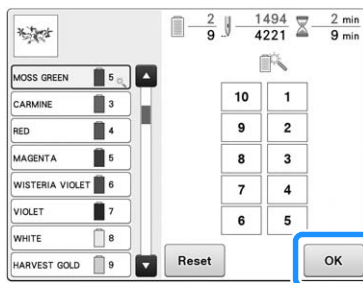 2 1494 2 min
9 4221 9 min
MOSS GREEN 5
CARMINE 3
RED 4
MAGENTA 5
WISTERIA VIOLET 6
VIOLET 7
WHITE 8
HARVEST GOLD 9
10 1
9 2
8 3
7 4
6 5
Reset OK